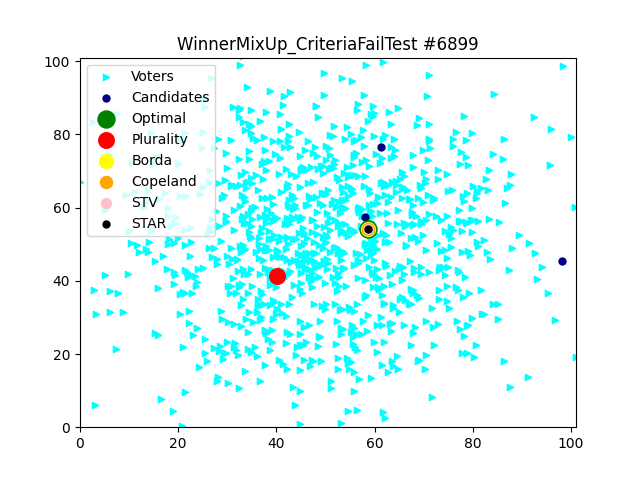 WinnerMixUp_CriteriaFailTest #6899
100
80
60
40
20
0
Voters
Candidates
Optimal
Plurality
Borda
Copeland
STV
STAR
0
20
40
60
80
100